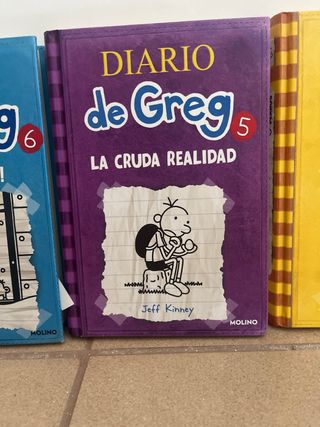 DIARIO
de Greg 5
LA CRUDA REALIDAD
Jeff Kinney
MOLINO
g 6
!
MOLINO